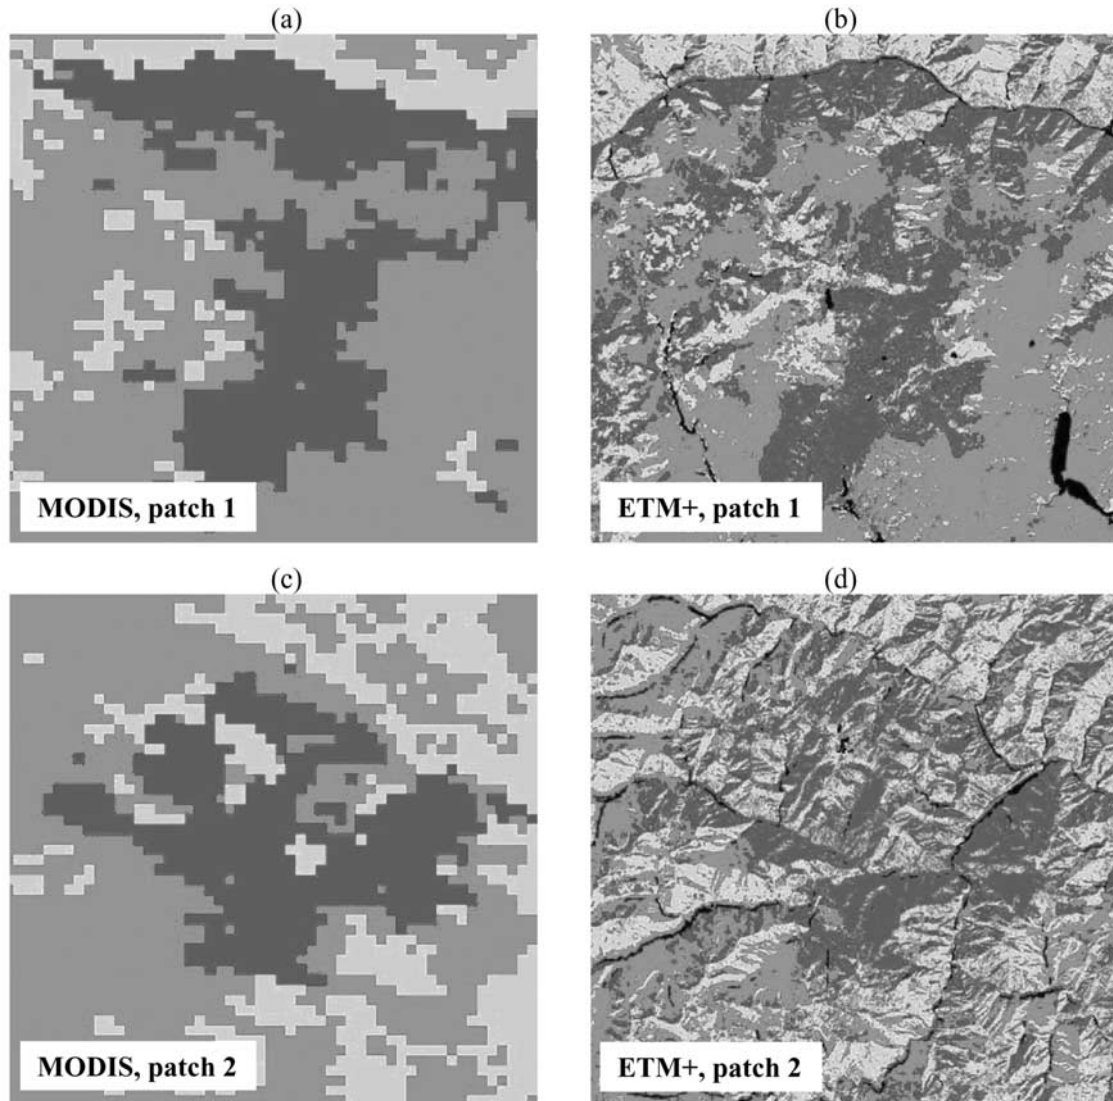 (a)
(b)
MODIS, patch 1
ETM+, patch 1
(c)
(d)
MODIS, patch 2
ETM+, patch 2